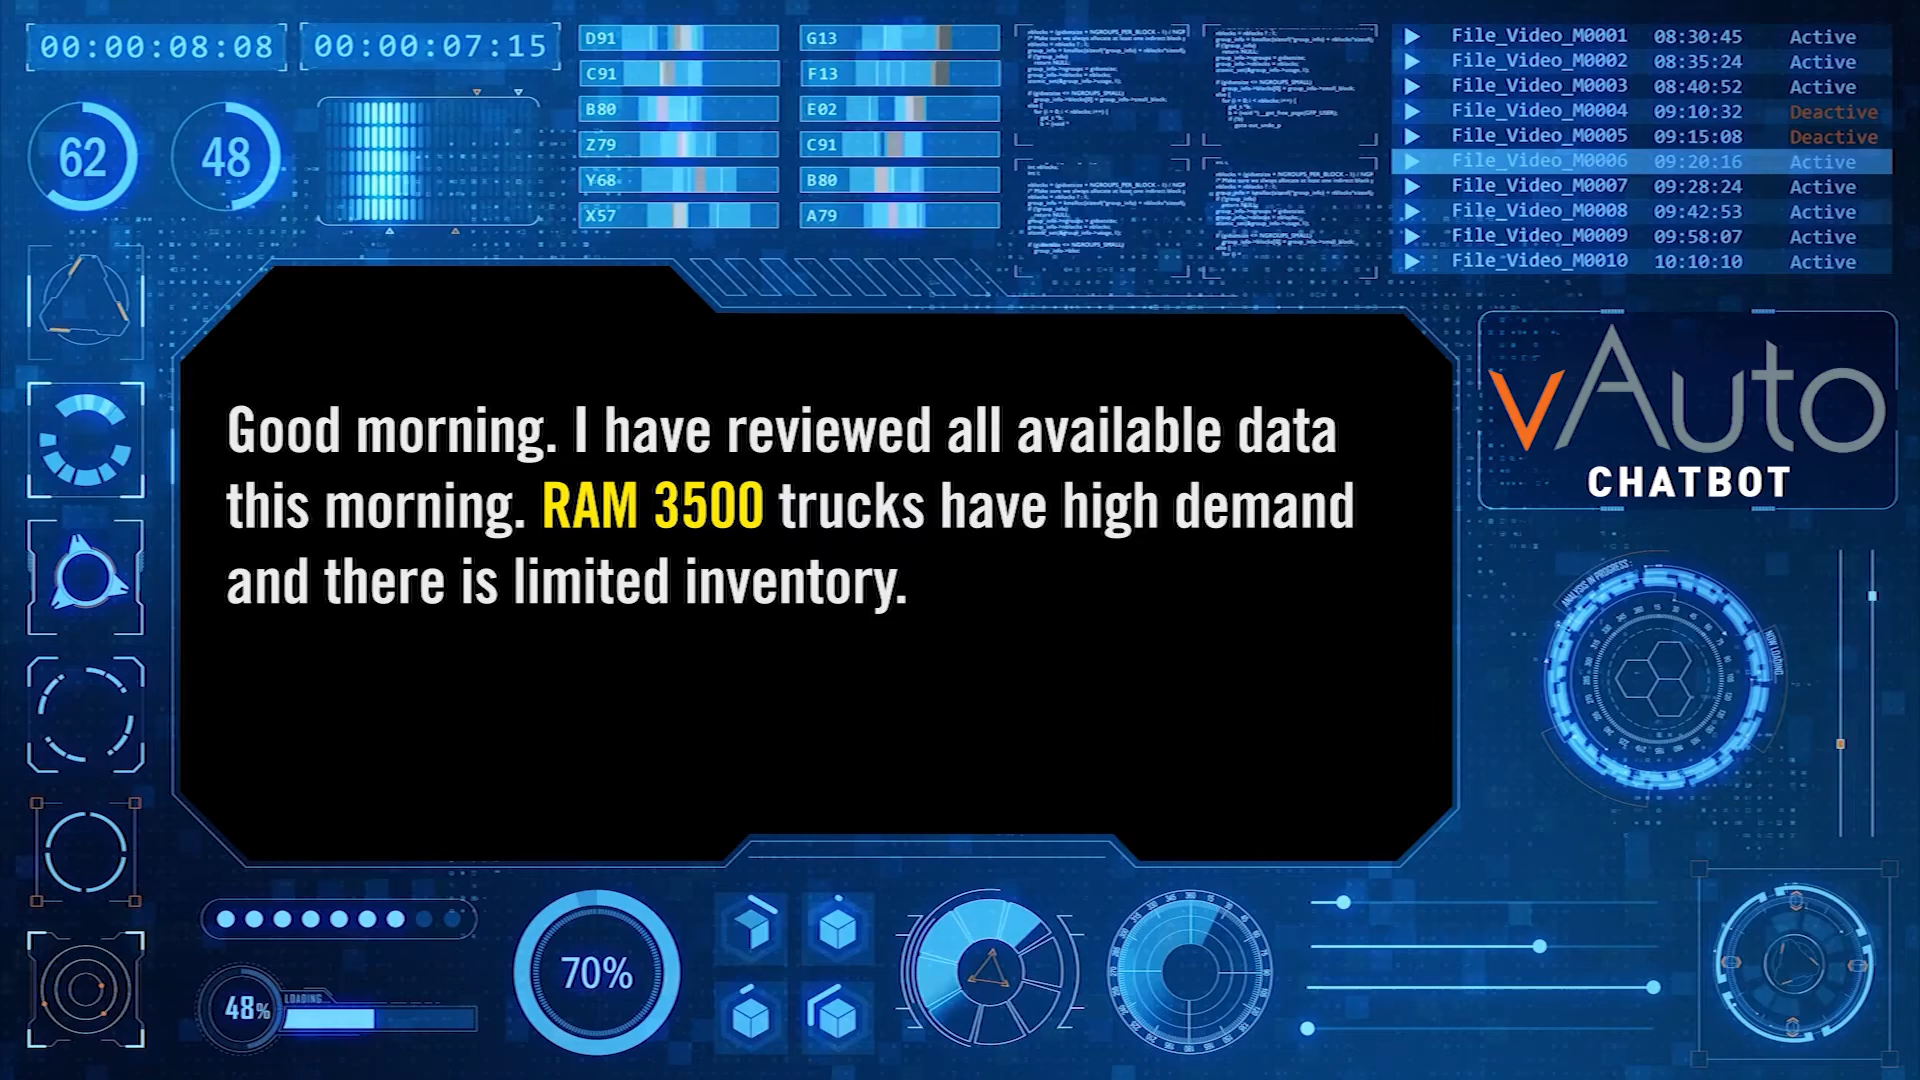 00:00:08:08
00:00:07:15
D91
G13
C91
F13
B80
E02
Z79
C91
Y68
B80
X57
A79
62
48
File_Video_M0001 08:30:45 Active
File_Video_M0002 08:35:24 Active
File_Video_M0003 08:40:52 Active
File_Video_M0004 09:10:32 Deactive
File_Video_M0005 09:15:08 Deactive
File_Video_M0006 09:20:16 Active
File_Video_M0007 09:28:24 Active
File_Video_M0008 09:42:53 Active
File_Video_M0009 09:58:07 Active
File_Video_M0010 10:10:10 Active
Good morning. I have reviewed all available data
this morning. RAM 3500 trucks have high demand
and there is limited inventory.
vAuto
CHATBOT
ANALYSIS IN PROGRESS
NOW LOADING
48%
LOADING
70%